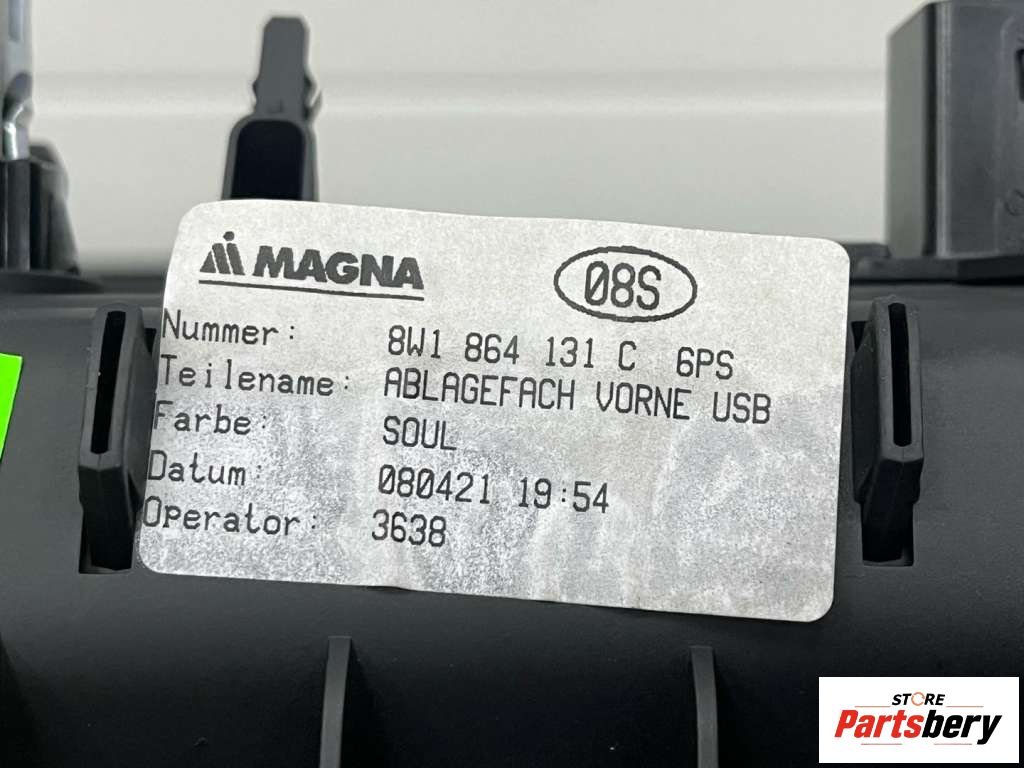 MAGNA
08S
Nummer: 8W1 864 131 C 6PS
Teilename: ABLAGEFACH VORNE USB
Farbe: SOUL
Datum: 080421 19:54
Operator: 3638
STORE
Partsbery